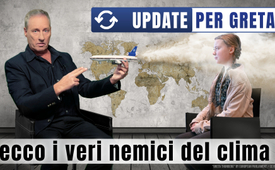 UPDATE PER GRETA
ecco i veri nemici del clima